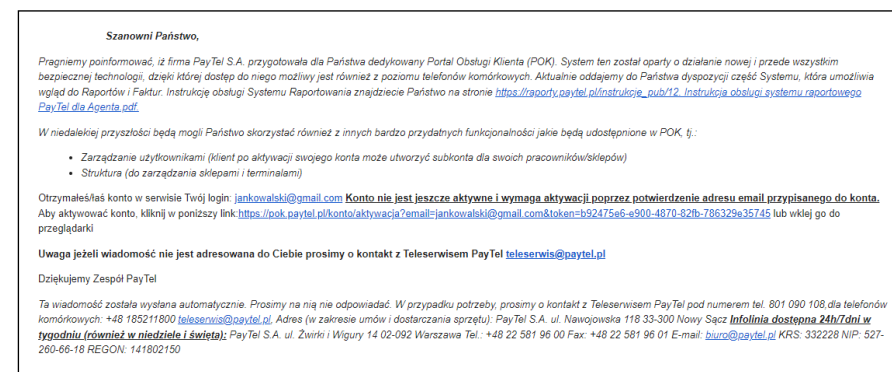 Szanowni Państwo,
Pragniemy poinformować, iż firma PayTel S.A. przygotowała dla Państwa dedykowany Portal Obsługi Klienta (POK). System ten został oparty o działanie nowej i przede wszystkim
bezpiecznej technologii, dzięki której dostęp do niego możliwy jest również z poziomu telefonów komórkowych. Aktualnie oddajemy do Państwa dyspozycji część Systemu, która umożliwia
wgląd do Raportów i Faktur. Instrukcję obsługi Systemu Raportowania znajdziecie Państwo na stronie https://raporty.paytel.pl/instrukcje_pub/12. Instrukcja obslugi systemu raportowego
PayTel dla Agenta.pdf.
W niedalekiej przyszłości będą mogli Państwo skorzystać również z innych bardzo przydatnych funkcjonalności jakie będą udostępnione w POK, tj.:
• Zarządzanie użytkownikami (klient po aktywacji swojego konta może utworzyć subkonta dla swoich pracowników/sklepów)
• Struktura (do zarządzania sklepami i terminalami)
Otrzymałeś/łaś konto w serwisie Twój login: jankowalski@gmail.com Konto nie jest jeszcze aktywne i wymaga aktywacji poprzez potwierdzenie adresu email przypisanego do konta.
Aby aktywować konto, kliknij w poniższy link:https://pok.paytel.pl/konto/aktywacja?email=jankowalski@gmail.com&token=b92475e6-e900-4870-82fb-786329e35745 lub wklej go do
przeglądarki
Uwaga jeżeli wiadomość nie jest adresowana do Ciebie prosimy o kontakt z Teleserwisem PayTel teleserwis@paytel.pl
Dziękujemy Zespół PayTel
Ta wiadomość została wysłana automatycznie. Prosimy na nią nie odpowiadać. W przypadku potrzeby, prosimy o kontakt z Teleserwisem PayTel pod numerem tel. 801 090 108,dla telefonów
komórkowych: +48 185211800 teleserwis@paytel.pl, Adres (w zakresie umów i dostarczania sprzętu): PayTel S.A. ul. Nawojowska 118 33-300 Nowy Sącz Infolinia dostępna 24h/7dni w
tygodniu (również w niedziele i święta): PayTel S.A. ul. Żwirki i Wigury 14 02-092 Warszawa Tel.: +48 22 581 96 00 Fax: +48 22 581 96 01 E-mail: biuro@paytel.pl KRS: 332228 NIP: 527-
260-66-18 REGON: 141802150